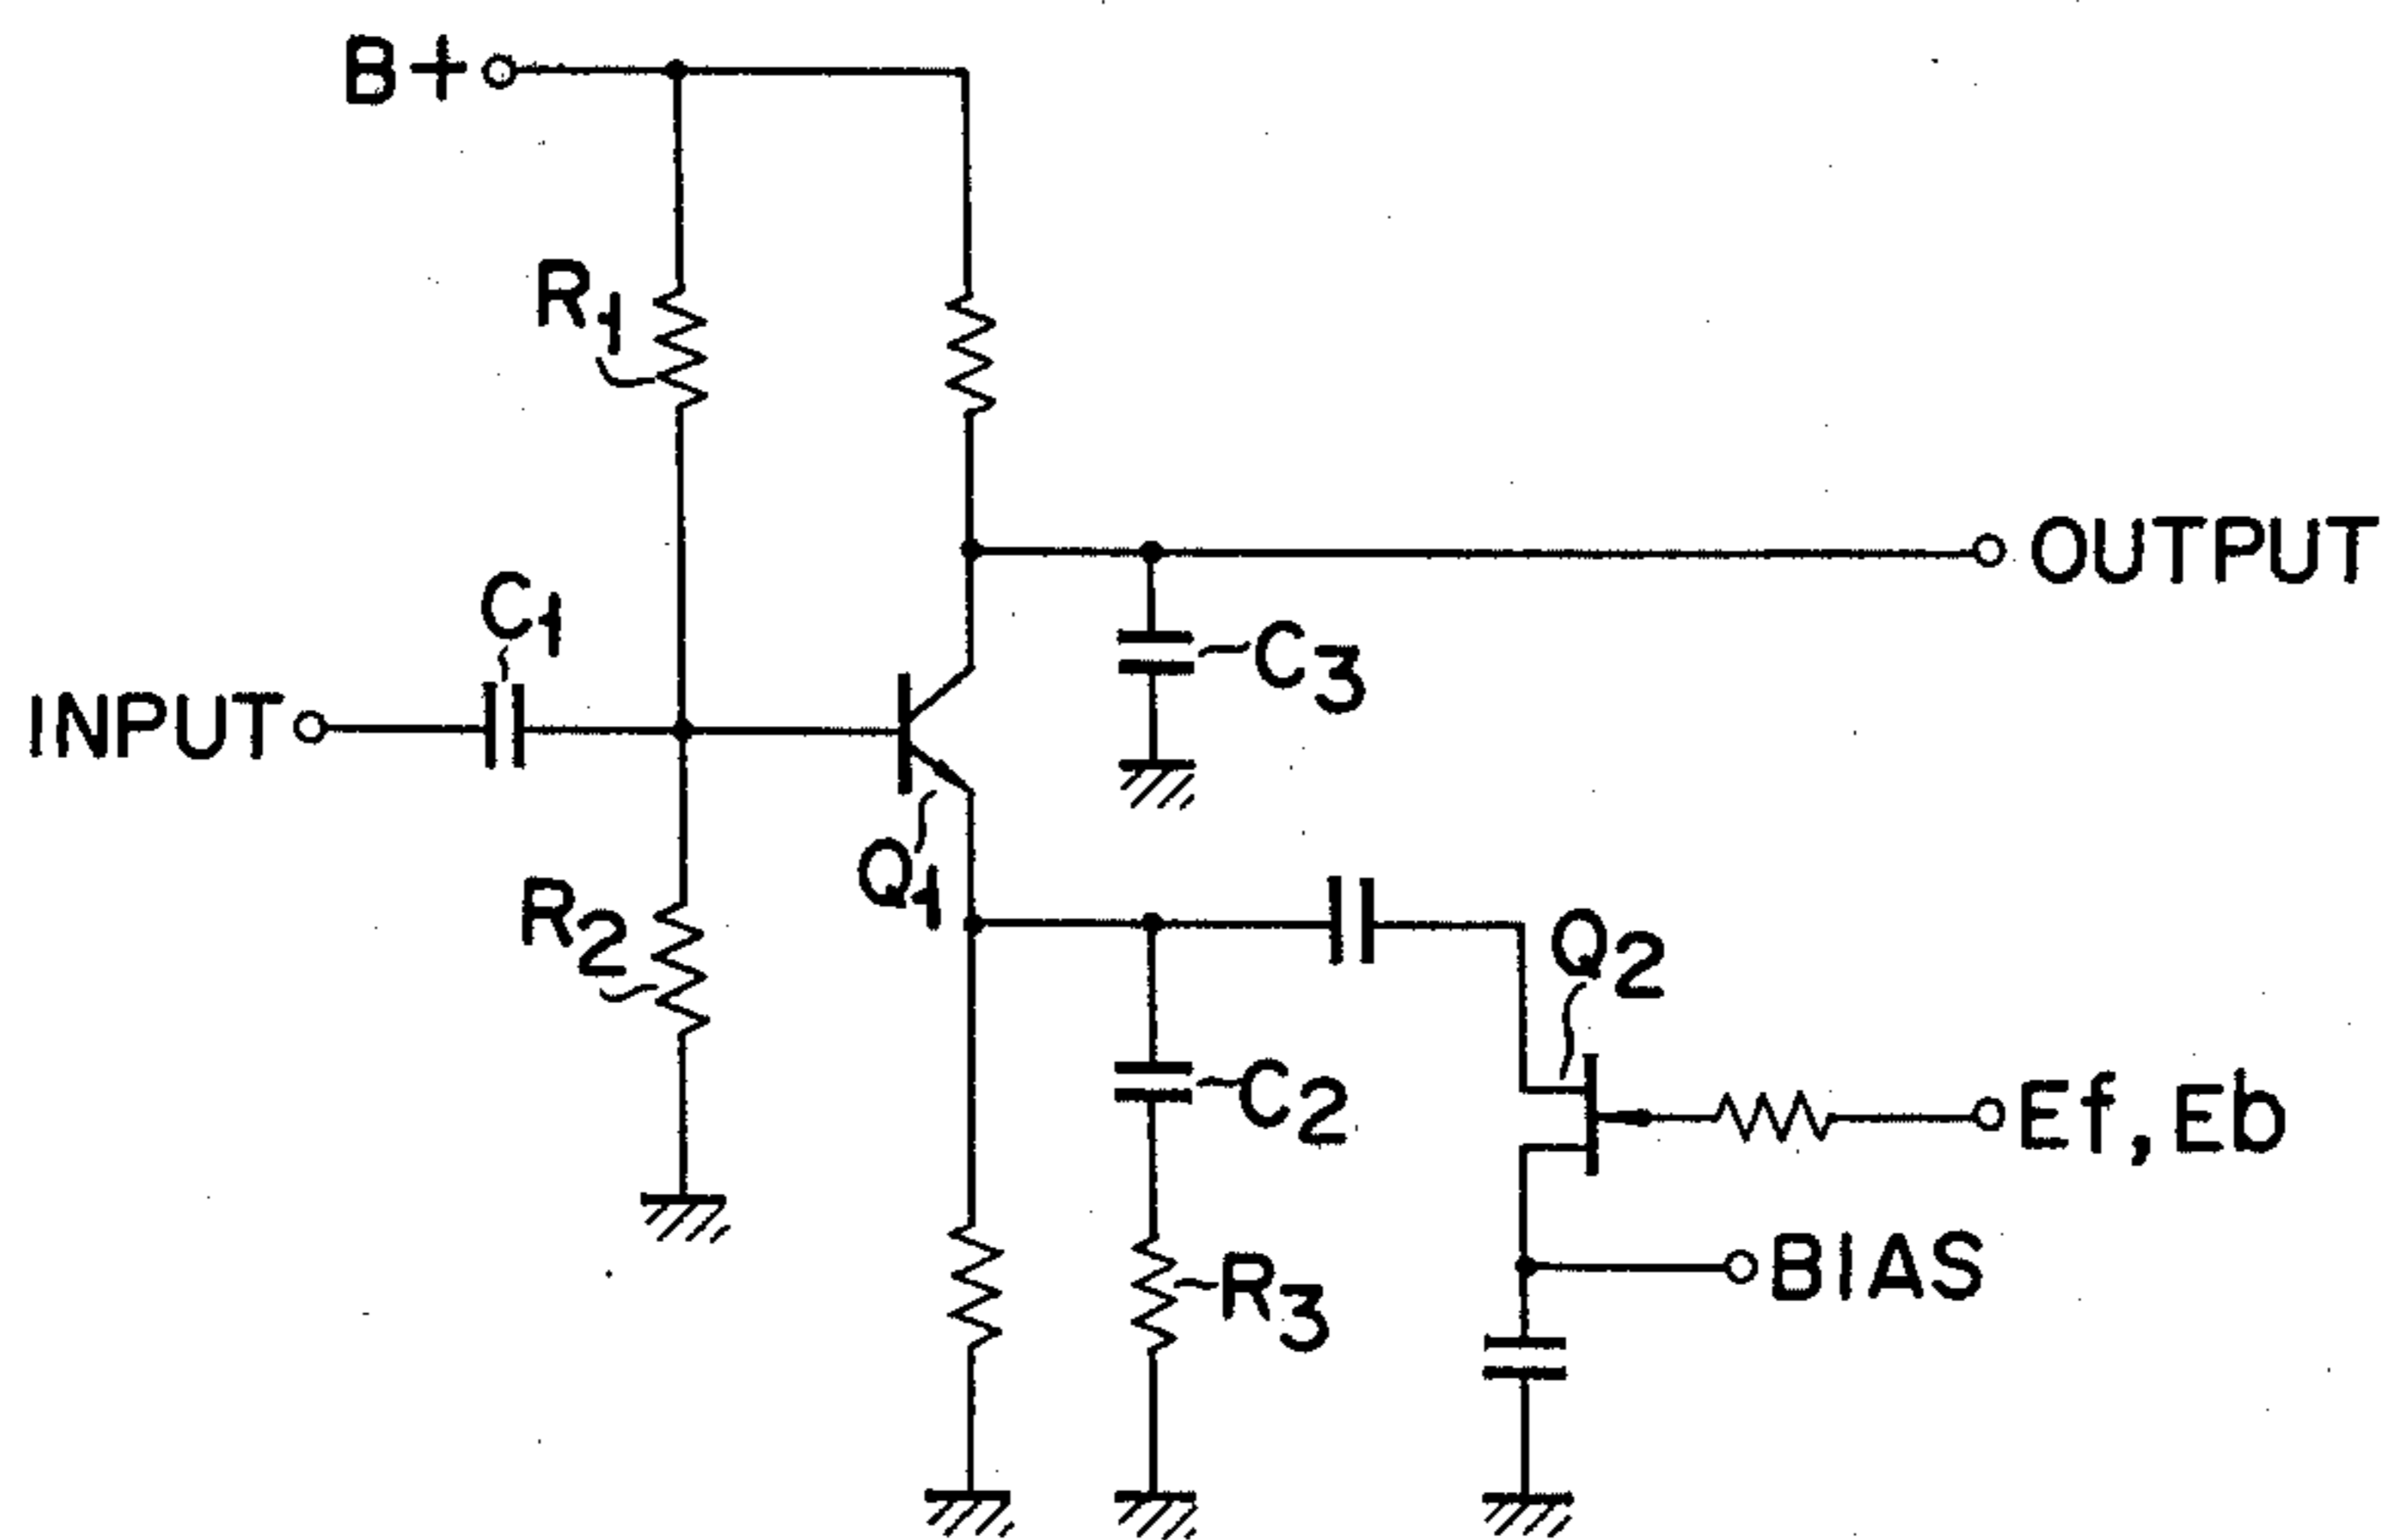 B+
R1
OUTPUT
C1
C3
INPUT
Q1
R2
Q2
C2
Ef, Eb
R3
BIAS